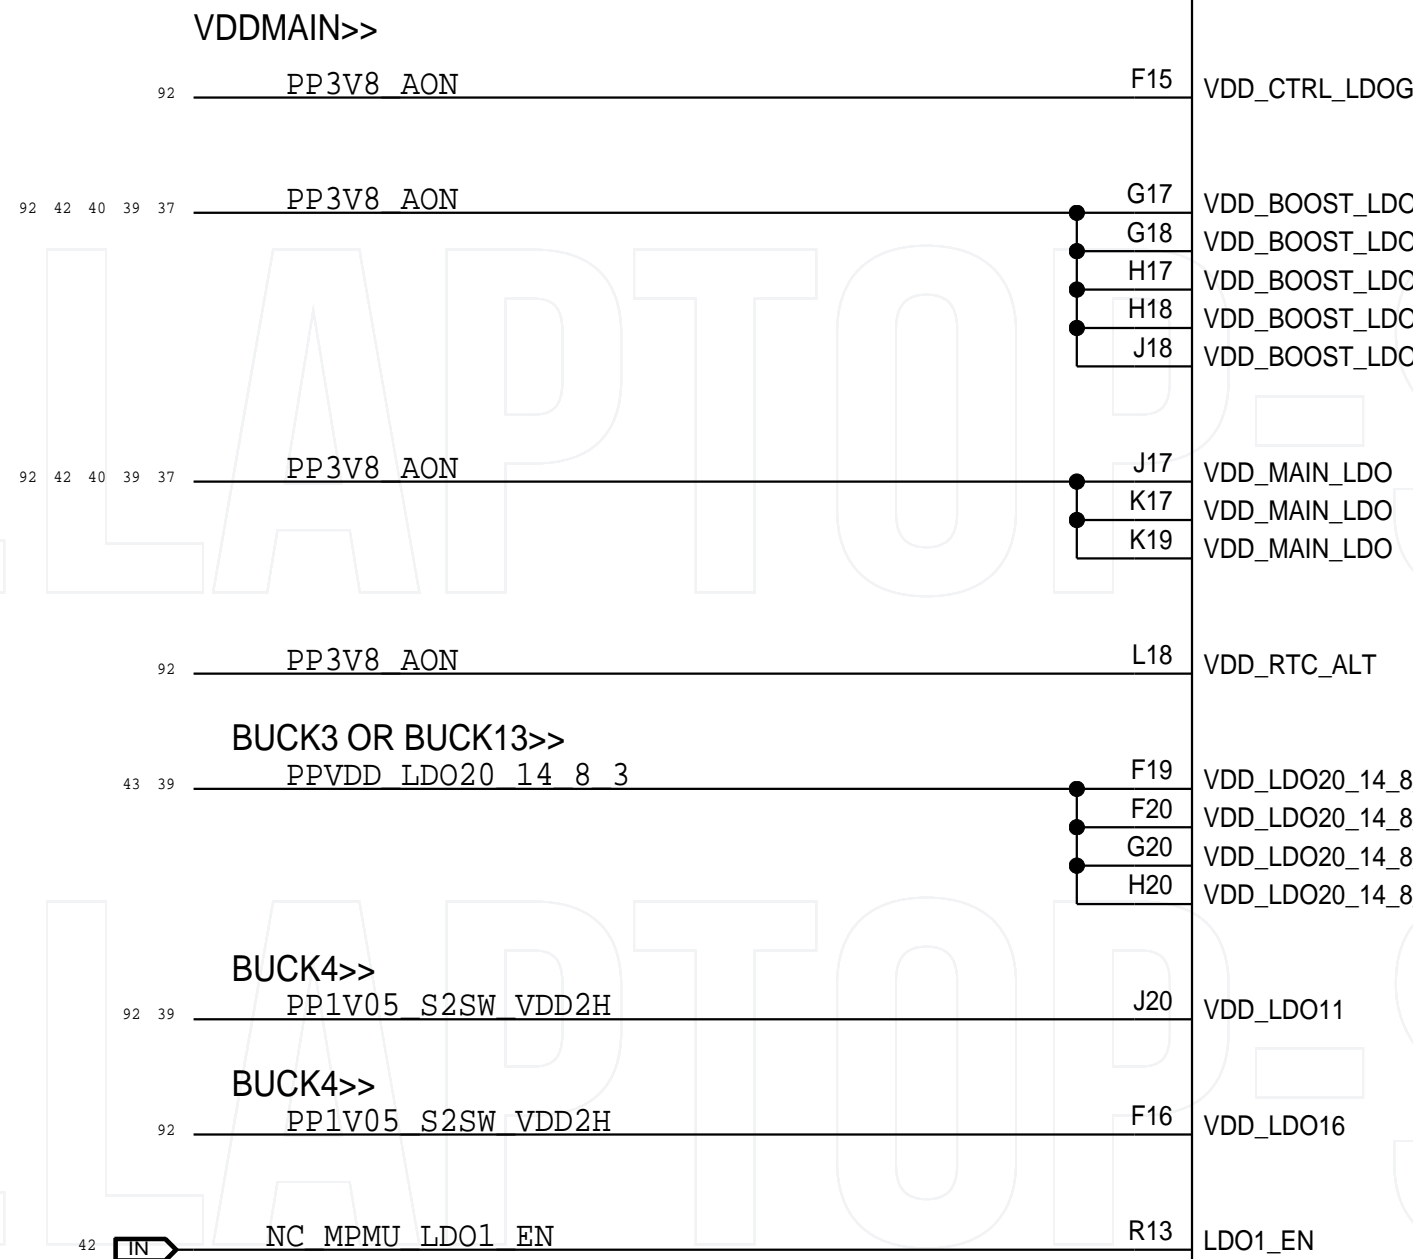 VDDMAIN>>
92 PP3V8_AON F15 VDD_CTRL_LDOG
92 42 40 39 37 PP3V8_AON G17 VDD_BOOST_LDO
G18 VDD_BOOST_LDO
H17 VDD_BOOST_LDO
H18 VDD_BOOST_LDO
J18 VDD_BOOST_LDO
92 42 40 39 37 PP3V8_AON J17 VDD_MAIN_LDO
K17 VDD_MAIN_LDO
K19 VDD_MAIN_LDO
92 PP3V8_AON L18 VDD_RTC_ALT
BUCK3 OR BUCK13>>
43 39 PPVDD_LDO20_14_8_3 F19 VDD_LDO20_14_8
F20 VDD_LDO20_14_8
G20 VDD_LDO20_14_8
H20 VDD_LDO20_14_8
BUCK4>>
92 39 PP1V05_S2SW_VDD2H J20 VDD_LDO11
BUCK4>>
92 PP1V05_S2SW_VDD2H F16 VDD_LDO16
42 IN NC_MPMU_LDO1_EN R13 LDO1_EN
LAPTOP-
LAPTOP-